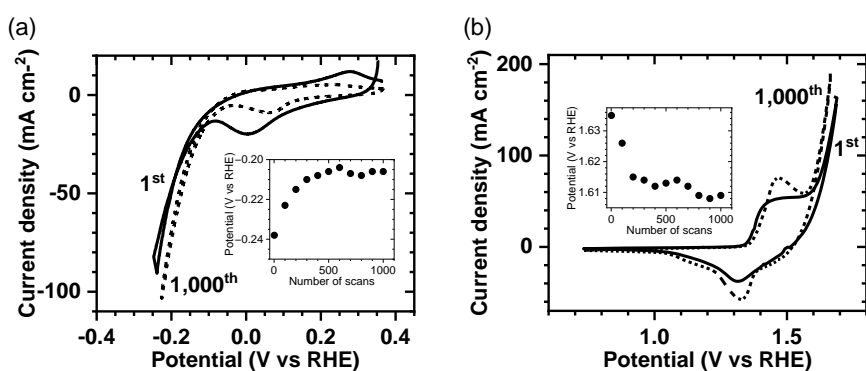 (a)
Current density (mA cm-2)
0
-50
-100
-0.4
-0.2
0.0
0.2
0.4
Potential (V vs RHE)
1st
1,000th
Potential (V vs RHE)
−0.20
−0.22
−0.24
0
500
1000
Number of scans
(b)
Current density (mA cm-2)
200
150
100
50
0
-50
1.0
1.5
Potential (V vs RHE)
1,000th
1st
Potential (V vs RHE)
1.63
1.62
1.61
0
500
1000
Number of scans